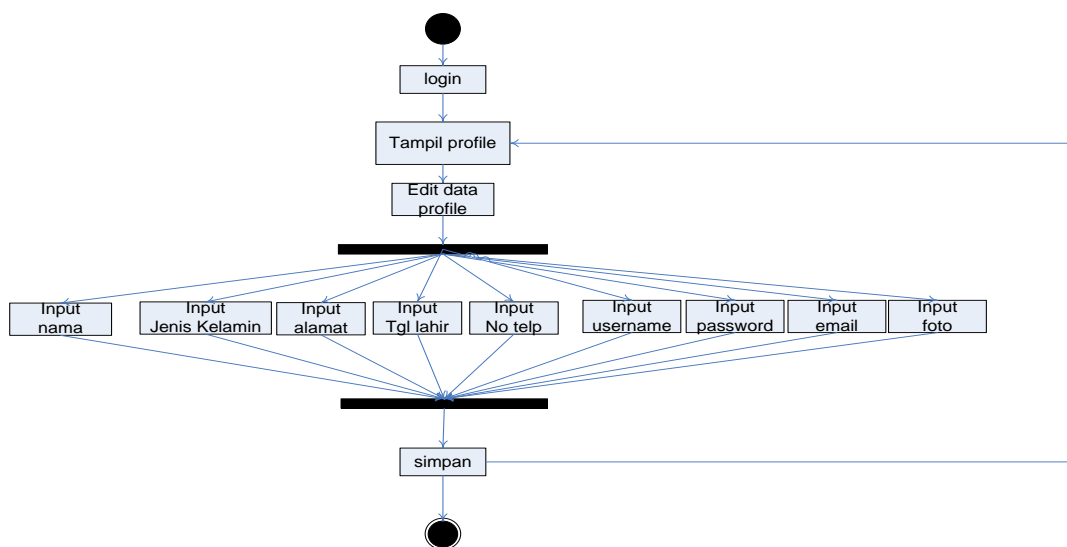 login
Tampil profile
Edit data
profile
Input
nama
Input
Jenis Kelamin
Input
alamat
Input
Tgl lahir
Input
No telp
Input
username
Input
password
Input
email
Input
foto
simpan